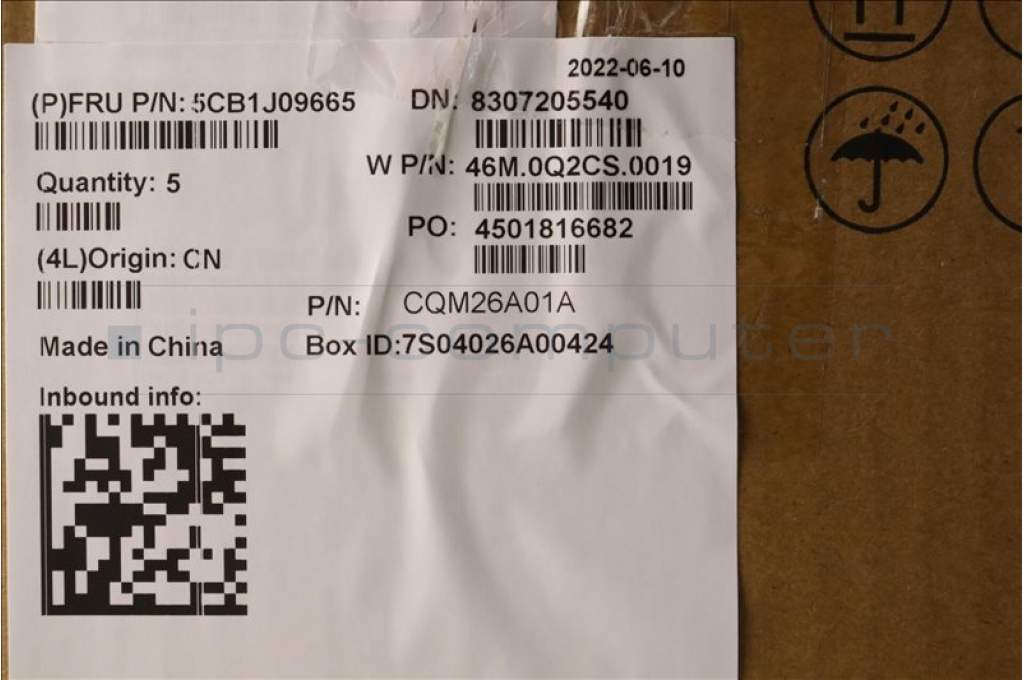 2022-06-10
(P)FRU P/N: 5CB1J09665
DN: 8307205540
W P/N: 46M.0Q2CS.0019
Quantity: 5
PO: 4501816682
(4L)Origin: CN
P/N: CQM26A01A
Made in China
Box ID:7S04026A00424
ipc-computer
Inbound info: